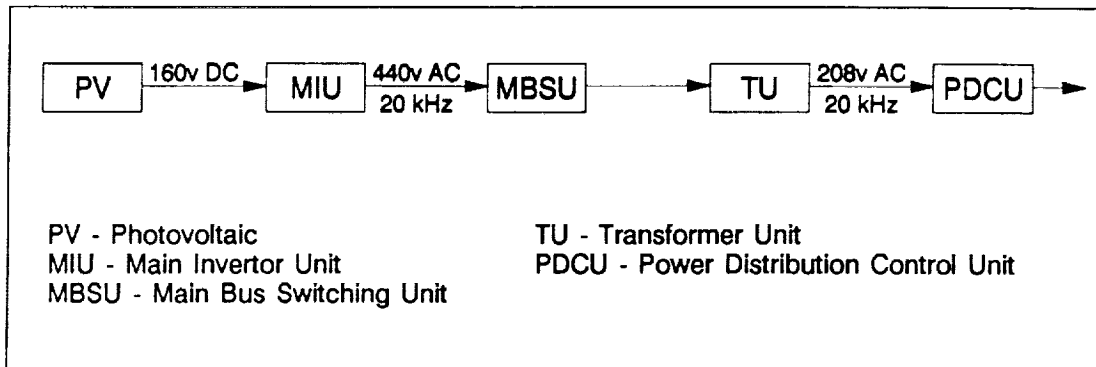 160v DC 440v AC 208v AC
PV MIU MBSU TU PDCU
20 kHz 20 kHz
PV - Photovoltaic TU - Transformer Unit
MIU - Main Invertor Unit PDCU - Power Distribution Control Unit
MBSU - Main Bus Switching Unit